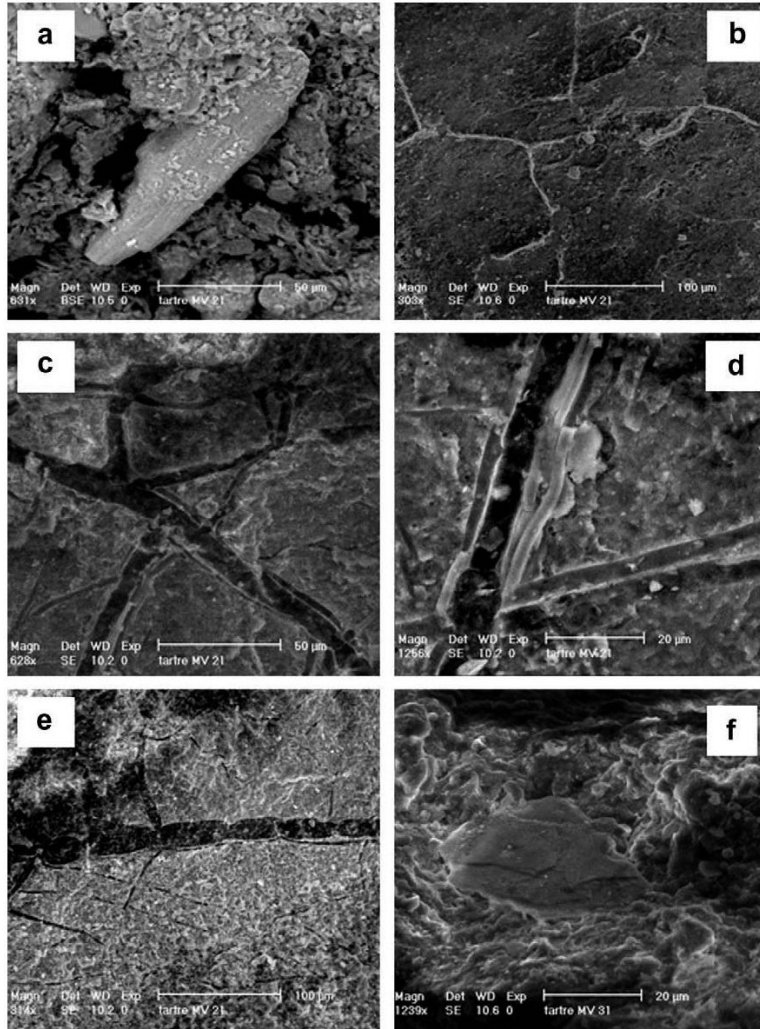 a
b
Magn Det WD Exp 50 µm
631x BSE 10.5 0 tartre MV 21
Magn Det WD Exp 100 µm
303x SE 10.6 0 tartre MV 21
c
d
Magn Det WD Exp 50 µm
628x SE 10.2 0 tartre MV 21
Magn Det WD Exp 20 µm
1256x SE 10.2 0 tartre MV 21
e
f
Magn Det WD Exp 100 µm
314x SE 10.2 0 tartre MV 21
Magn Det WD Exp 20 µm
1239x SE 10.6 0 tartre MV 31